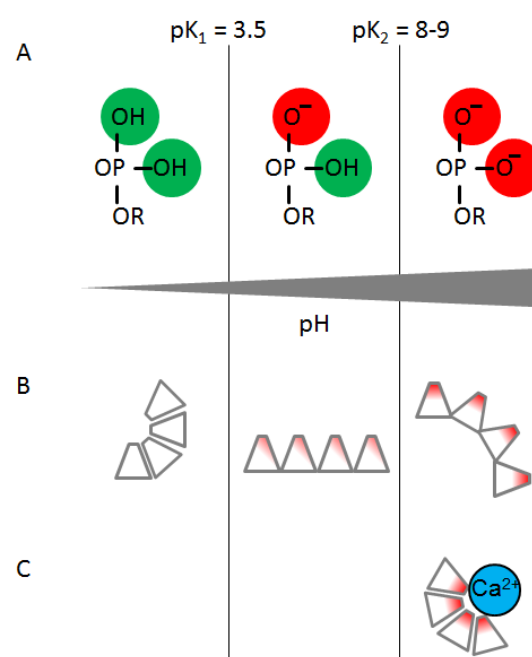 pK₁ = 3.5 pK₂ = 8-9
A
OH O⁻ O⁻
OP OH OP OH OP O⁻
OR OR OR
pH
B
C
Ca²⁺